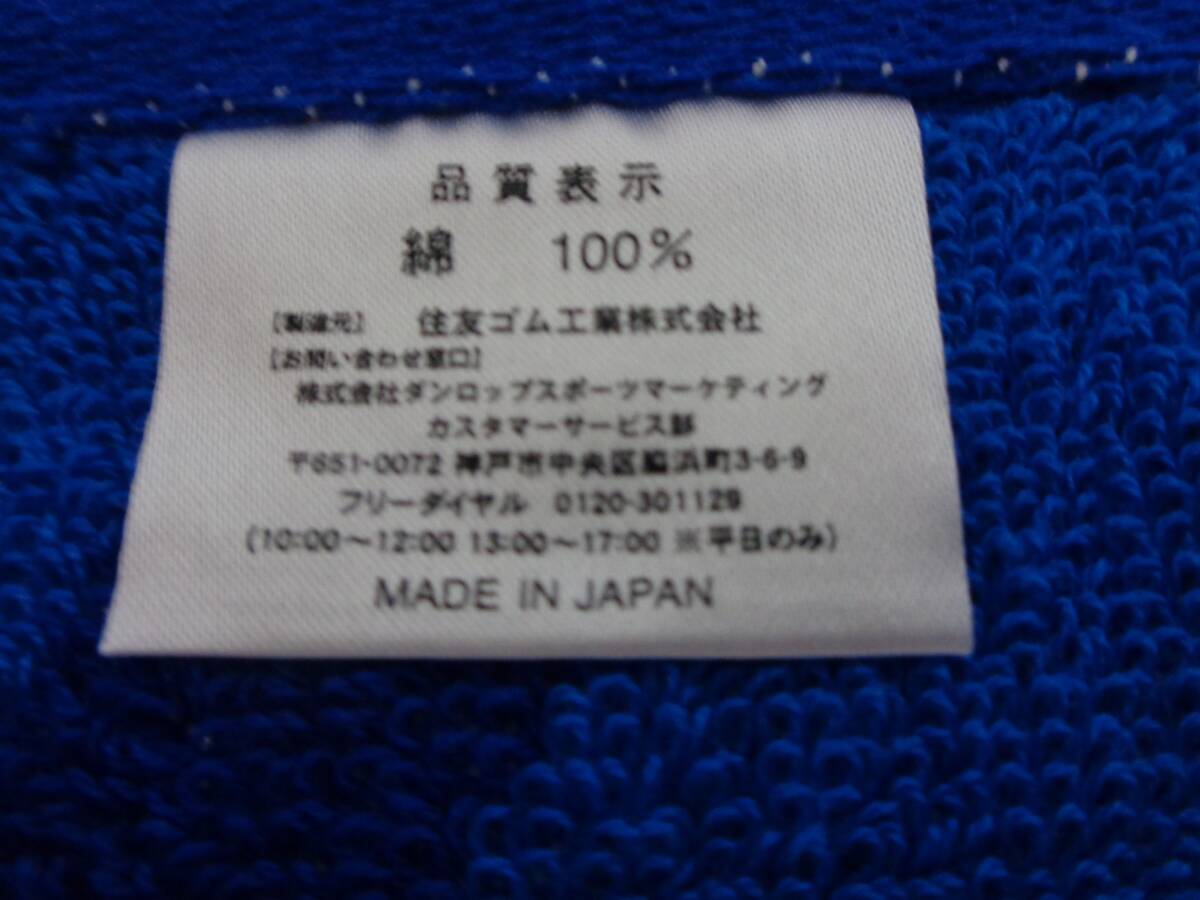 品質表示
綿 100%
[製造元] 住友ゴム工業株式会社
[お問い合わせ窓口]
株式会社ダンロップスポーツマーケティング
カスタマーサービス部
〒651-0072 神戸市中央区脇浜町3-6-9
フリーダイヤル 0120-301129
(10:00～12:00 13:00～17:00 ※平日のみ)
MADE IN JAPAN